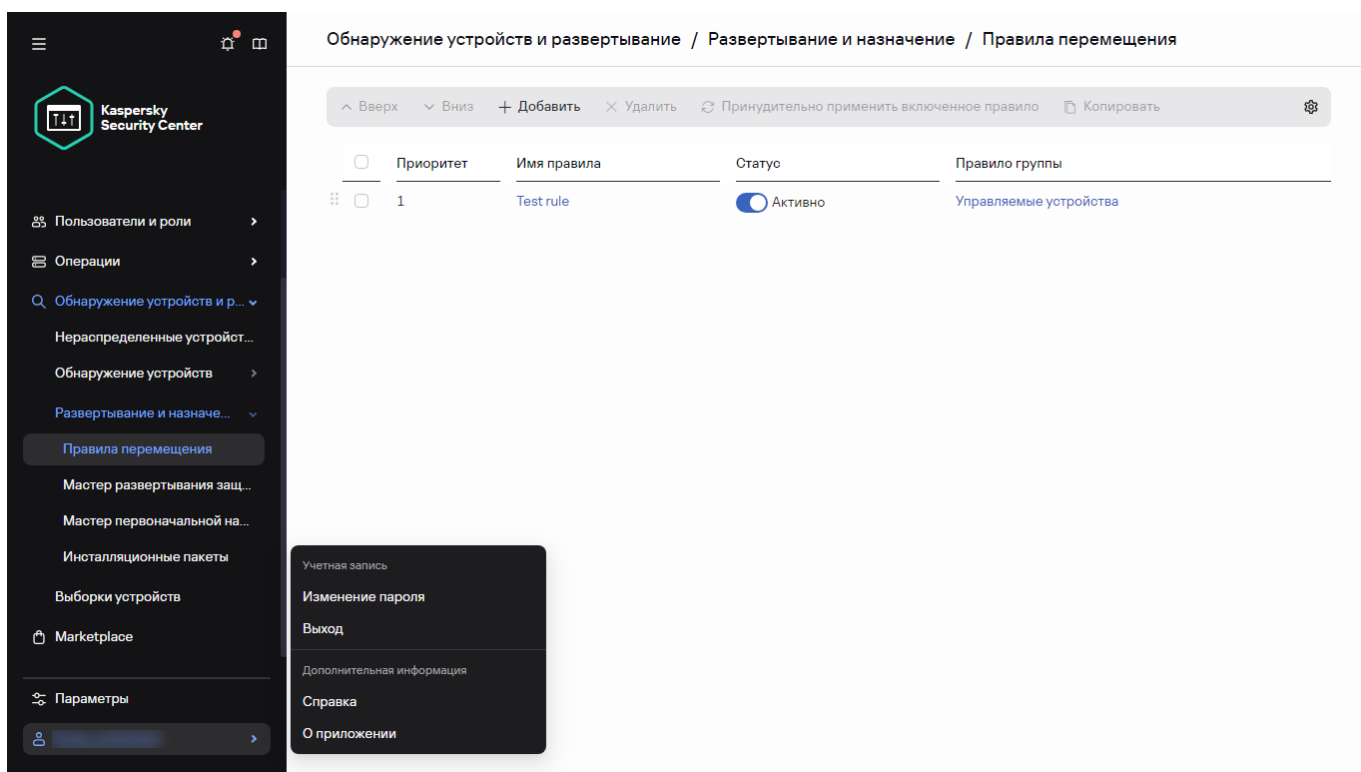 Обнаружение устройств и развертывание / Развертывание и назначение / Правила перемещения
Kaspersky
Security Center
Вверх Вниз + Добавить Удалить Принудительно применить включенное правило Копировать
Приоритет Имя правила Статус Правило группы
1 Test rule Активно Управляемые устройства
Пользователи и роли
Операции
Обнаружение устройств и р...
Нераспределенные устройст...
Обнаружение устройств
Развертывание и назначе...
Правила перемещения
Мастер развертывания защ...
Мастер первоначальной на...
Инсталляционные пакеты
Выборки устройств
Marketplace
Параметры
Учетная запись
Изменение пароля
Выход
Дополнительная информация
Справка
О приложении